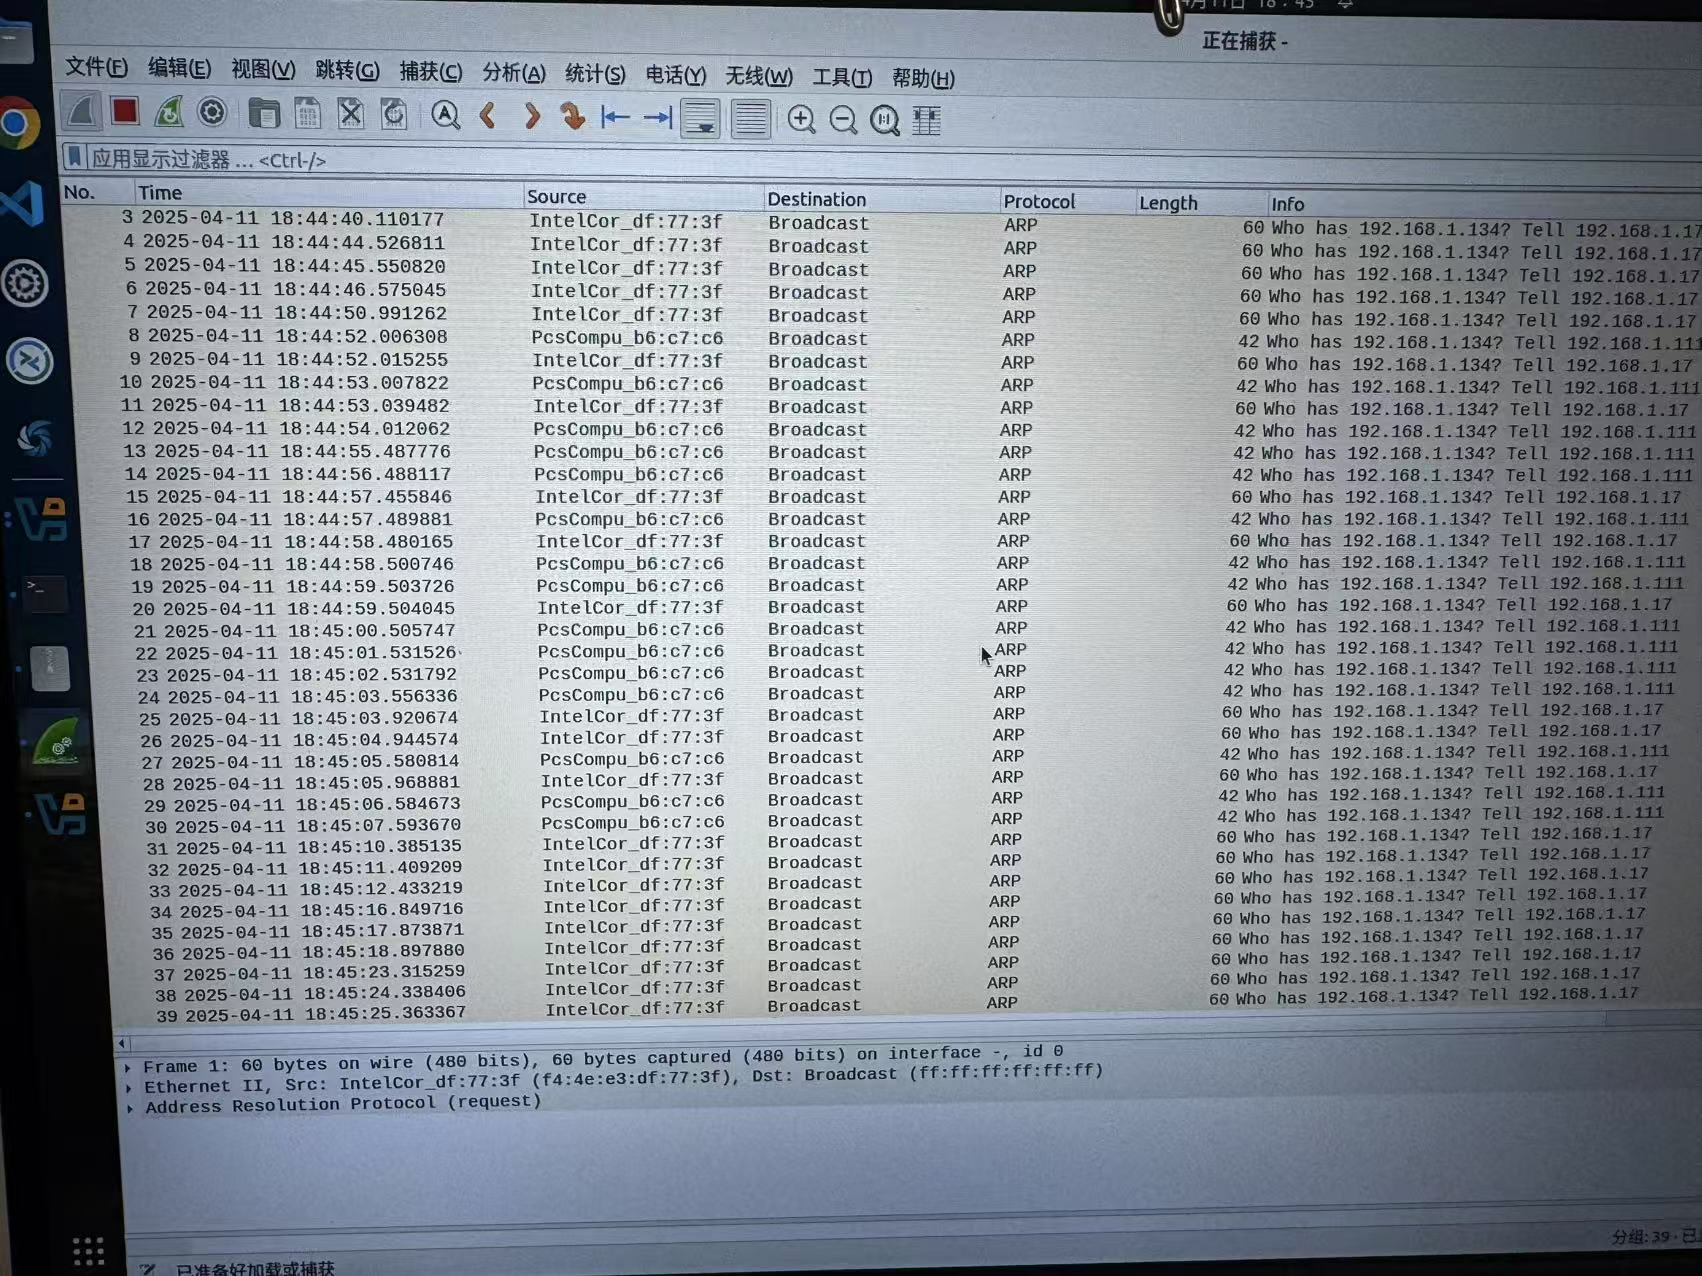 4月11日 18:45
正在捕获 -
文件(F) 编辑(E) 视图(V) 跳转(G) 捕获(C) 分析(A) 统计(S) 电话(Y) 无线(W) 工具(T) 帮助(H)
应用显示过滤器 … <Ctrl-/>
No. Time Source Destination Protocol Length Info
3 2025-04-11 18:44:40.110177 IntelCor_df:77:3f Broadcast ARP 60 Who has 192.168.1.134? Tell 192.168.1.17
4 2025-04-11 18:44:44.526811 IntelCor_df:77:3f Broadcast ARP 60 Who has 192.168.1.134? Tell 192.168.1.17
5 2025-04-11 18:44:45.550820 IntelCor_df:77:3f Broadcast ARP 60 Who has 192.168.1.134? Tell 192.168.1.17
6 2025-04-11 18:44:46.575045 IntelCor_df:77:3f Broadcast ARP 60 Who has 192.168.1.134? Tell 192.168.1.17
7 2025-04-11 18:44:50.991262 IntelCor_df:77:3f Broadcast ARP 60 Who has 192.168.1.134? Tell 192.168.1.17
8 2025-04-11 18:44:52.006308 PcsCompu_b6:c7:c6 Broadcast ARP 42 Who has 192.168.1.134? Tell 192.168.1.111
9 2025-04-11 18:44:52.015255 IntelCor_df:77:3f Broadcast ARP 60 Who has 192.168.1.134? Tell 192.168.1.17
10 2025-04-11 18:44:53.007822 PcsCompu_b6:c7:c6 Broadcast ARP 42 Who has 192.168.1.134? Tell 192.168.1.111
11 2025-04-11 18:44:53.039482 IntelCor_df:77:3f Broadcast ARP 60 Who has 192.168.1.134? Tell 192.168.1.17
12 2025-04-11 18:44:54.012062 PcsCompu_b6:c7:c6 Broadcast ARP 42 Who has 192.168.1.134? Tell 192.168.1.111
13 2025-04-11 18:44:55.487776 PcsCompu_b6:c7:c6 Broadcast ARP 42 Who has 192.168.1.134? Tell 192.168.1.111
14 2025-04-11 18:44:56.488117 PcsCompu_b6:c7:c6 Broadcast ARP 42 Who has 192.168.1.134? Tell 192.168.1.111
15 2025-04-11 18:44:57.455846 IntelCor_df:77:3f Broadcast ARP 60 Who has 192.168.1.134? Tell 192.168.1.17
16 2025-04-11 18:44:57.489881 PcsCompu_b6:c7:c6 Broadcast ARP 42 Who has 192.168.1.134? Tell 192.168.1.111
17 2025-04-11 18:44:58.480165 IntelCor_df:77:3f Broadcast ARP 60 Who has 192.168.1.134? Tell 192.168.1.17
18 2025-04-11 18:44:58.500746 PcsCompu_b6:c7:c6 Broadcast ARP 42 Who has 192.168.1.134? Tell 192.168.1.111
19 2025-04-11 18:44:59.503726 PcsCompu_b6:c7:c6 Broadcast ARP 42 Who has 192.168.1.134? Tell 192.168.1.111
20 2025-04-11 18:44:59.504045 IntelCor_df:77:3f Broadcast ARP 60 Who has 192.168.1.134? Tell 192.168.1.17
21 2025-04-11 18:45:00.505747 PcsCompu_b6:c7:c6 Broadcast ARP 42 Who has 192.168.1.134? Tell 192.168.1.111
22 2025-04-11 18:45:01.531526 PcsCompu_b6:c7:c6 Broadcast ARP 42 Who has 192.168.1.134? Tell 192.168.1.111
23 2025-04-11 18:45:02.531792 PcsCompu_b6:c7:c6 Broadcast ARP 42 Who has 192.168.1.134? Tell 192.168.1.111
24 2025-04-11 18:45:03.556336 PcsCompu_b6:c7:c6 Broadcast ARP 42 Who has 192.168.1.134? Tell 192.168.1.111
25 2025-04-11 18:45:03.920674 IntelCor_df:77:3f Broadcast ARP 60 Who has 192.168.1.134? Tell 192.168.1.17
26 2025-04-11 18:45:04.944574 IntelCor_df:77:3f Broadcast ARP 60 Who has 192.168.1.134? Tell 192.168.1.17
27 2025-04-11 18:45:05.580814 PcsCompu_b6:c7:c6 Broadcast ARP 42 Who has 192.168.1.134? Tell 192.168.1.111
28 2025-04-11 18:45:05.968881 IntelCor_df:77:3f Broadcast ARP 60 Who has 192.168.1.134? Tell 192.168.1.17
29 2025-04-11 18:45:06.584673 PcsCompu_b6:c7:c6 Broadcast ARP 42 Who has 192.168.1.134? Tell 192.168.1.111
30 2025-04-11 18:45:07.593670 PcsCompu_b6:c7:c6 Broadcast ARP 42 Who has 192.168.1.134? Tell 192.168.1.111
31 2025-04-11 18:45:10.385135 IntelCor_df:77:3f Broadcast ARP 60 Who has 192.168.1.134? Tell 192.168.1.17
32 2025-04-11 18:45:11.409209 IntelCor_df:77:3f Broadcast ARP 60 Who has 192.168.1.134? Tell 192.168.1.17
33 2025-04-11 18:45:12.433219 IntelCor_df:77:3f Broadcast ARP 60 Who has 192.168.1.134? Tell 192.168.1.17
34 2025-04-11 18:45:16.849716 IntelCor_df:77:3f Broadcast ARP 60 Who has 192.168.1.134? Tell 192.168.1.17
35 2025-04-11 18:45:17.873871 IntelCor_df:77:3f Broadcast ARP 60 Who has 192.168.1.134? Tell 192.168.1.17
36 2025-04-11 18:45:18.897880 IntelCor_df:77:3f Broadcast ARP 60 Who has 192.168.1.134? Tell 192.168.1.17
37 2025-04-11 18:45:23.315259 IntelCor_df:77:3f Broadcast ARP 60 Who has 192.168.1.134? Tell 192.168.1.17
38 2025-04-11 18:45:24.338406 IntelCor_df:77:3f Broadcast ARP 60 Who has 192.168.1.134? Tell 192.168.1.17
39 2025-04-11 18:45:25.363367 IntelCor_df:77:3f Broadcast ARP 60 Who has 192.168.1.134? Tell 192.168.1.17
Frame 1: 60 bytes on wire (480 bits), 60 bytes captured (480 bits) on interface -, id 0
Ethernet II, Src: IntelCor_df:77:3f (f4:4e:e3:df:77:3f), Dst: Broadcast (ff:ff:ff:ff:ff:ff)
Address Resolution Protocol (request)
分组: 39 · 已
已准备好加载或捕获